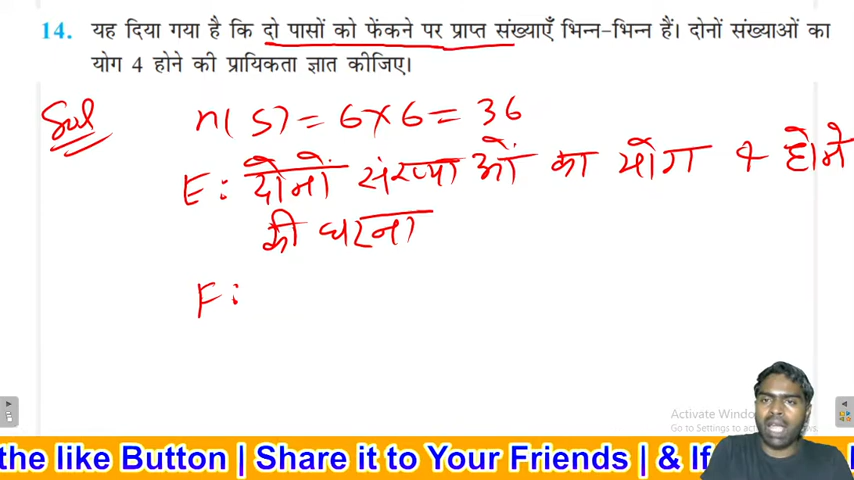 14. यह दिया गया है कि दो पासों को फेंकने पर प्राप्त संख्याएँ भिन्न-भिन्न हैं। दोनों संख्याओं का
योग 4 होने की प्रायिकता ज्ञात कीजिए।
Sol
n(S) = 6×6 = 36
E: दोनों संख्याओं का योग 4 होने
की घटना
F:
Activate Windo
Go to Settings to acti
the like Button | Share it to Your Friends | & If